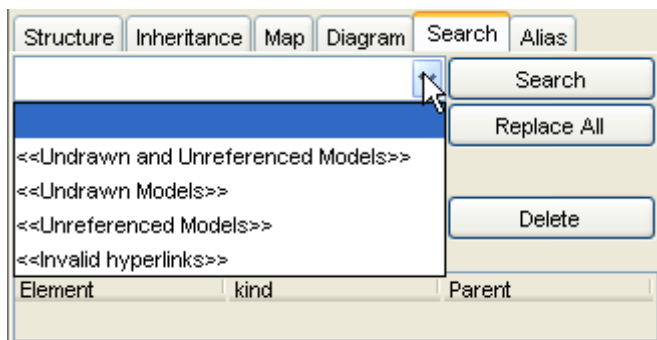 Structure Inheritance Map Diagram Search Alias
Search
Replace All
<<Undrawn and Unreferenced Models>>
<<Undrawn Models>>
<<Unreferenced Models>>
Delete
<<Invalid hyperlinks>>
Element kind Parent